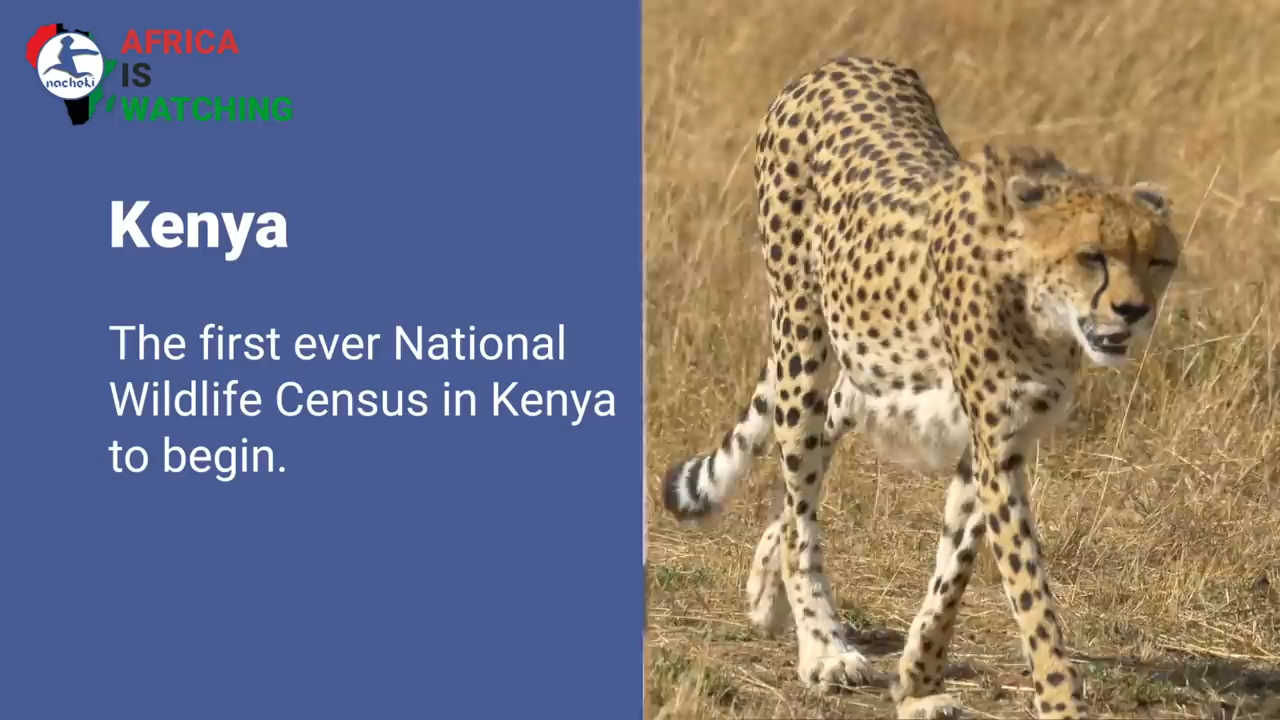 nacheki
AFRICA
IS
WATCHING
Kenya
The first ever National
Wildlife Census in Kenya
to begin.